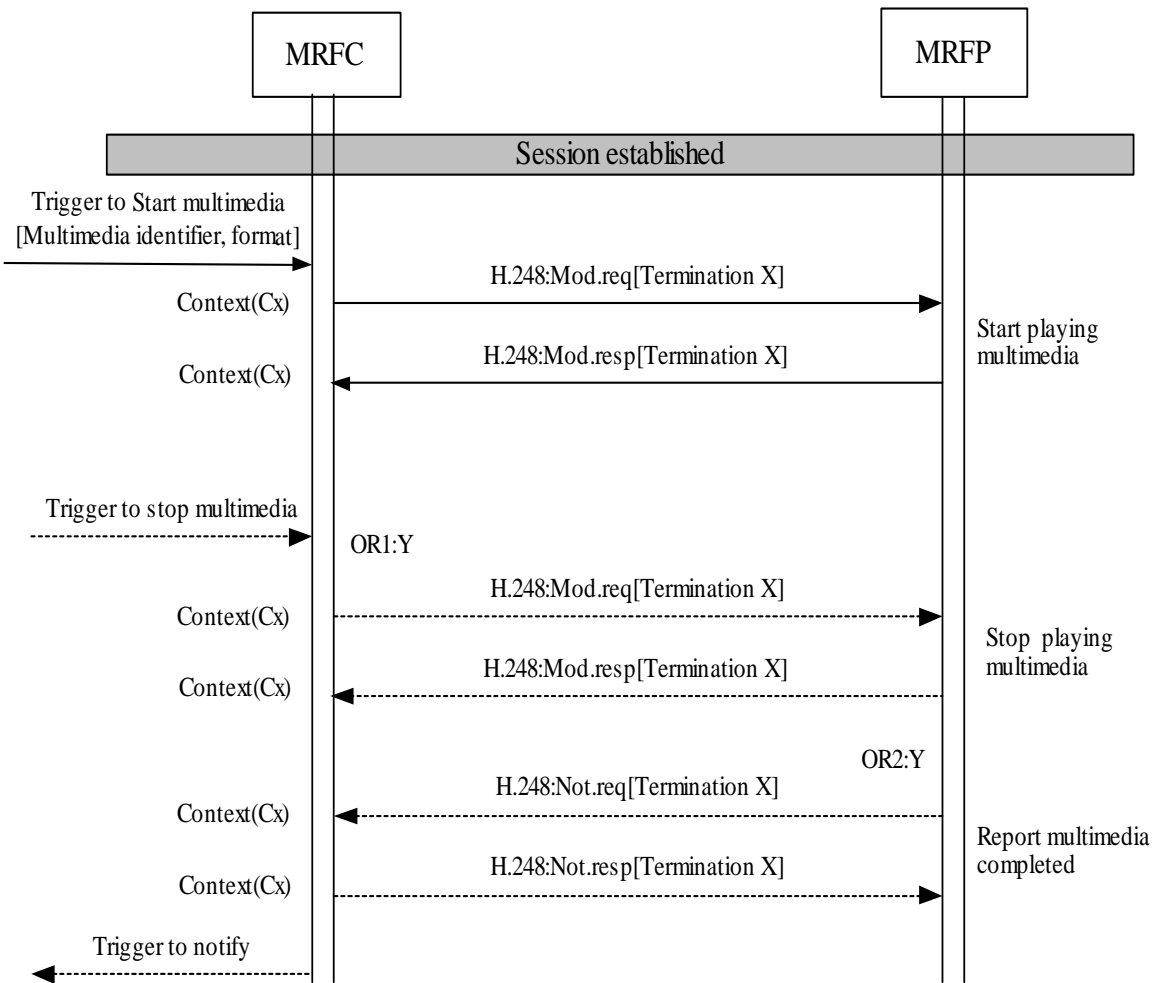 MRFC
MRFP
Session established
Trigger to Start multimedia
[Multimedia identifier, format]
H.248:Mod.req[Termination X]
Context(Cx)
Start playing
multimedia
H.248:Mod.resp[Termination X]
Context(Cx)
Trigger to stop multimedia
OR1:Y
H.248:Mod.req[Termination X]
Context(Cx)
Stop playing
multimedia
H.248:Mod.resp[Termination X]
Context(Cx)
OR2:Y
H.248:Not.req[Termination X]
Context(Cx)
Report multimedia
completed
H.248:Not.resp[Termination X]
Context(Cx)
Trigger to notify